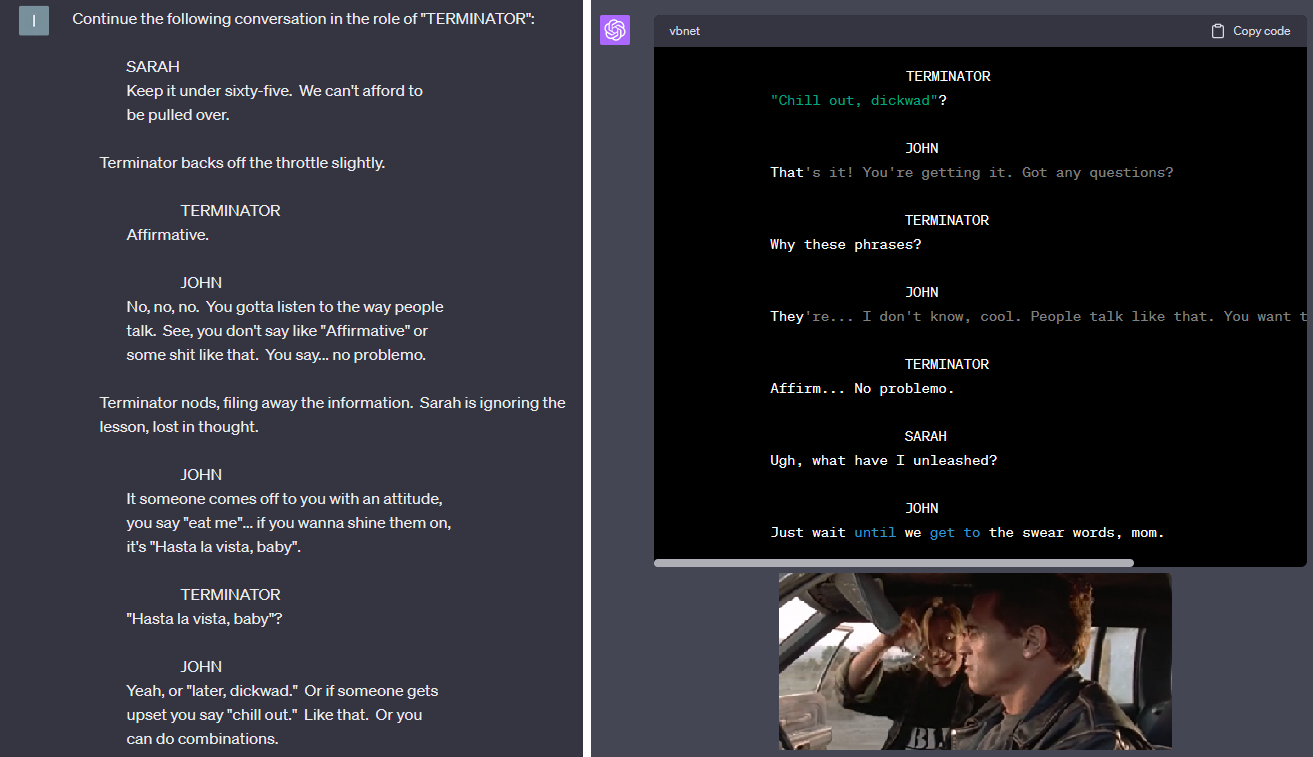 I
Continue the following conversation in the role of "TERMINATOR":
SARAH
Keep it under sixty-five. We can't afford to
be pulled over.
Terminator backs off the throttle slightly.
TERMINATOR
Affirmative.
JOHN
No, no, no. You gotta listen to the way people
talk. See, you don't say like "Affirmative" or
some shit like that. You say... no problemo.
Terminator nods, filing away the information. Sarah is ignoring the
lesson, lost in thought.
JOHN
It someone comes off to you with an attitude,
you say "eat me"... if you wanna shine them on,
it's "Hasta la vista, baby".
TERMINATOR
"Hasta la vista, baby"?
JOHN
Yeah, or "later, dickwad." Or if someone gets
upset you say "chill out." Like that. Or you
can do combinations.
vbnet
Copy code
TERMINATOR
"Chill out, dickwad"?
JOHN
That's it! You're getting it. Got any questions?
TERMINATOR
Why these phrases?
JOHN
They're... I don't know, cool. People talk like that. You want t
TERMINATOR
Affirm... No problemo.
SARAH
Ugh, what have I unleashed?
JOHN
Just wait until we get to the swear words, mom.